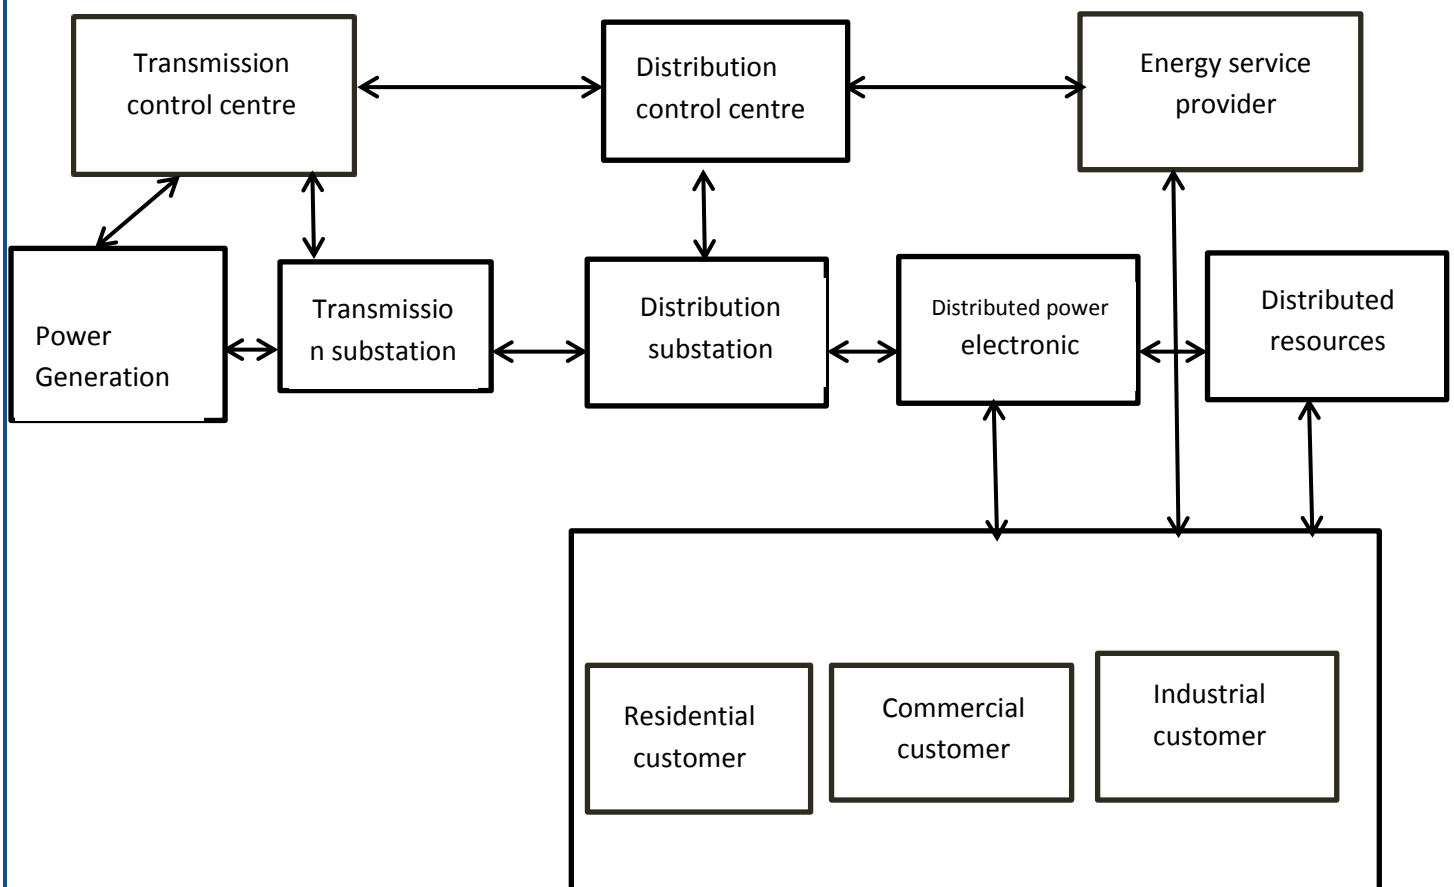 Transmission
control centre
Distribution
control centre
Energy service
provider
Power
Generation
Transmissio
n substation
Distribution
substation
Distributed power
electronic
Distributed
resources
Residential
customer
Commercial
customer
Industrial
customer